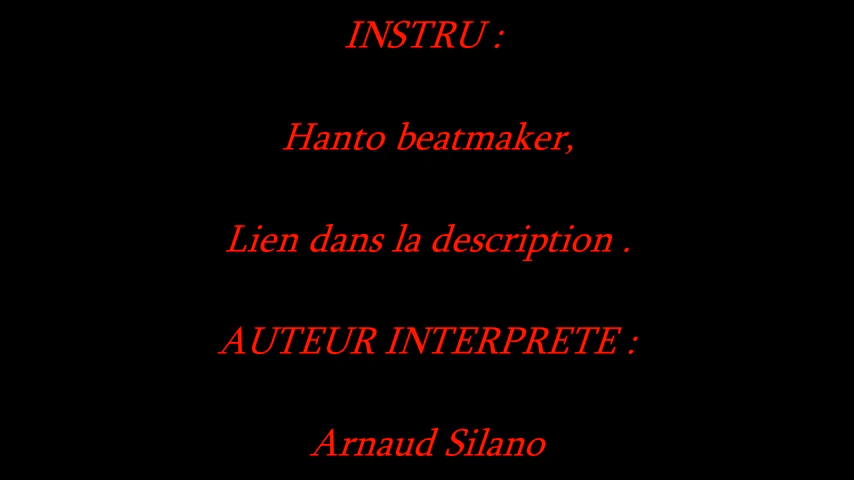 INSTRU :
Hanto beatmaker,
Lien dans la description .
AUTEUR INTERPRETE :
Arnaud Silano